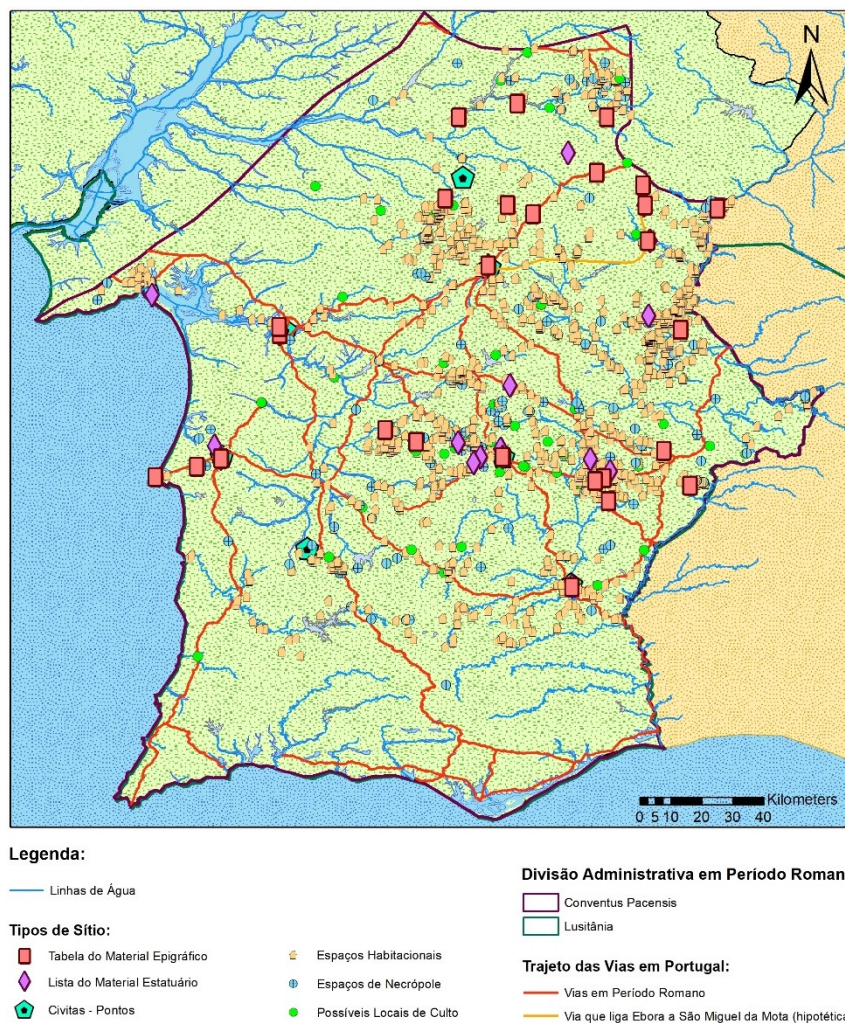 N
Kilometers
0 5 10 20 30 40
Legenda:
Linhas de Água
Tipos de Sítio:
Tabela do Material Epigráfico
Lista do Material Estatuário
Civitas - Pontos
Espaços Habitacionais
Espaços de Necrópole
Possíveis Locais de Culto
Divisão Administrativa em Período Roman
Conventus Pacensis
Lusitânia
Trajeto das Vias em Portugal:
Vias em Período Romano
Via que liga Ebora a São Miguel da Mota (hipotétic